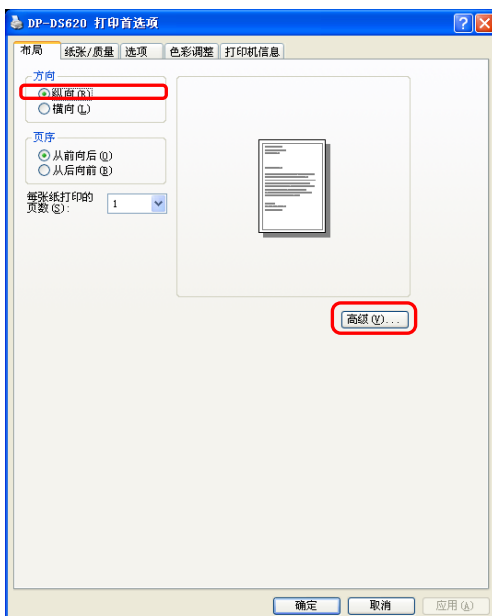 DP-DS620 打印首选项
布局 纸张/质量 选项 色彩调整 打印机信息
方向
纵向(R)
横向(L)
页序
从前向后(O)
从后向前(B)
每张纸打印的
页数(S): 1
高级(V)...
确定 取消 应用(A)